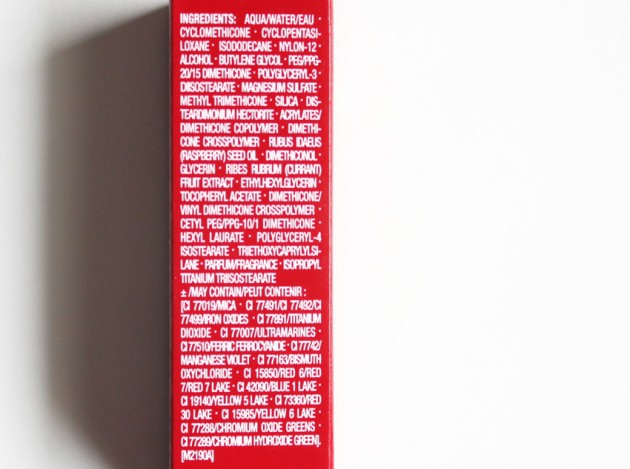 INGREDIENTS: AQUA/WATER/EAU •
CYCLOMETHICONE • CYCLOPENTASI-
LOXANE • ISODODECANE • NYLON-12 •
ALCOHOL • BUTYLENE GLYCOL • PEG/PPG-
20/15 DIMETHICONE • POLYGLYCERYL-3 •
DIISOSTEARATE • MAGNESIUM SULFATE •
METHYL TRIMETHICONE • SILICA • DIS-
TEARDIMONIUM HECTORITE • ACRYLATES/
DIMETHICONE COPOLYMER • DIMETHI-
CONE CROSSPOLYMER • RUBUS IDAEUS
(RASPBERRY) SEED OIL • DIMETHICONOL •
GLYCERIN • RIBES RUBRUM (CURRANT)
FRUIT EXTRACT • ETHYLHEXYLGLYCERIN •
TOCOPHERYL ACETATE • DIMETHICONE/
VINYL DIMETHICONE CROSSPOLYMER •
CETYL PEG/PPG-10/1 DIMETHICONE •
HEXYL LAURATE • POLYGLYCERYL-4
ISOSTEARATE • TRIETHOXYCAPRYLYLSI-
LANE • PARFUM/FRAGRANCE • ISOPROPYL
TITANIUM TRIISOSTEARATE
± /MAY CONTAIN/PEUT CONTENIR :
[CI 77019/MICA • CI 77491/CI 77492/CI
77499/IRON OXIDES • CI 77891/TITANIUM
DIOXIDE • CI 77007/ULTRAMARINES •
CI 77510/FERRIC FERROCYANIDE • CI 77742/
MANGANESE VIOLET • CI 77163/BISMUTH
OXYCHLORIDE • CI 15850/RED 6/RED
7/RED 7 LAKE • CI 42090/BLUE 1 LAKE •
CI 19140/YELLOW 5 LAKE • CI 73360/RED
30 LAKE • CI 15985/YELLOW 6 LAKE •
CI 77288/CHROMIUM OXIDE GREENS •
CI 77289/CHROMIUM HYDROXIDE GREEN].
[M2190A]